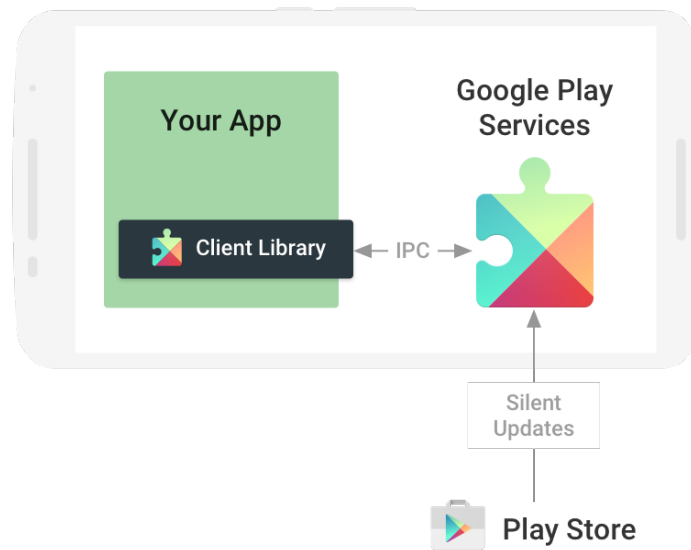 Your App
Google Play
Services
Client Library
IPC
Silent
Updates
Play Store